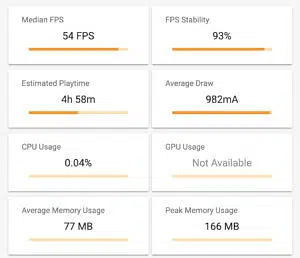 Median FPS
54 FPS
FPS Stability
93%
Estimated Playtime
4h 58m
Average Draw
982mA
CPU Usage
0.04%
GPU Usage
Not Available
Average Memory Usage
77 MB
Peak Memory Usage
166 MB